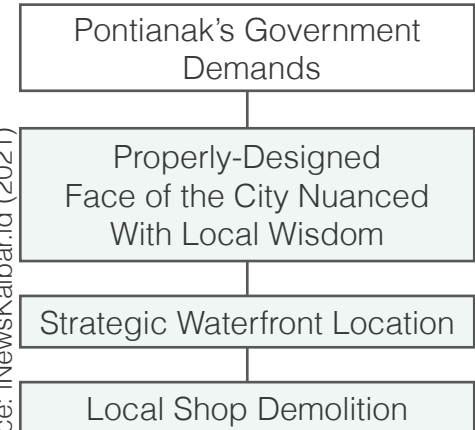 Pontianak's Government
Demands
Properly-Designed
Face of the City Nuanced
With Local Wisdom
Strategic Waterfront Location
Local Shop Demolition
iNewsKalbar.id (2021)